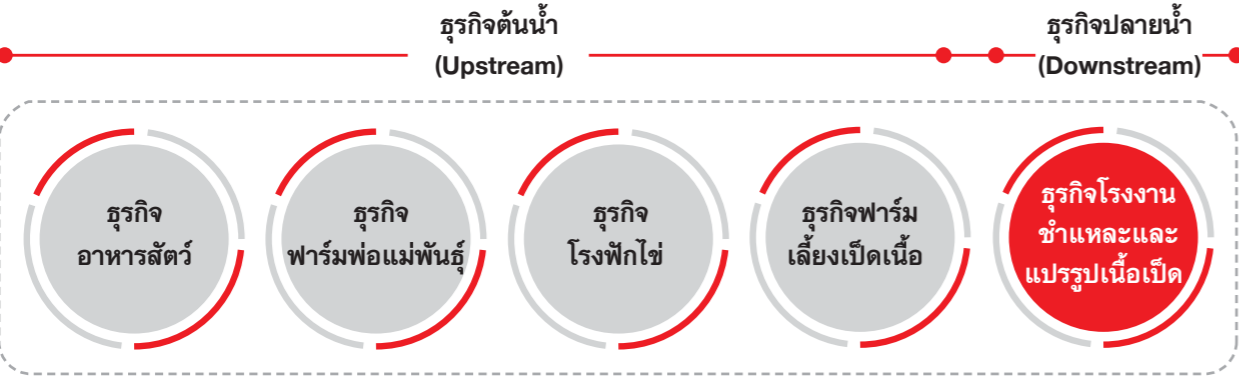 ธุรกิจต้นน้ำ
(Upstream)
ธุรกิจปลายน้ำ
(Downstream)
ธุรกิจ
อาหารสัตว์
ธุรกิจ
ฟาร์มพ่อแม่พันธุ์
ธุรกิจ
โรงฟักไข่
ธุรกิจฟาร์ม
เลี้ยงเป็ดเนื้อ
ธุรกิจโรงงาน
ชำแหละและ
แปรรูปเนื้อเป็ด